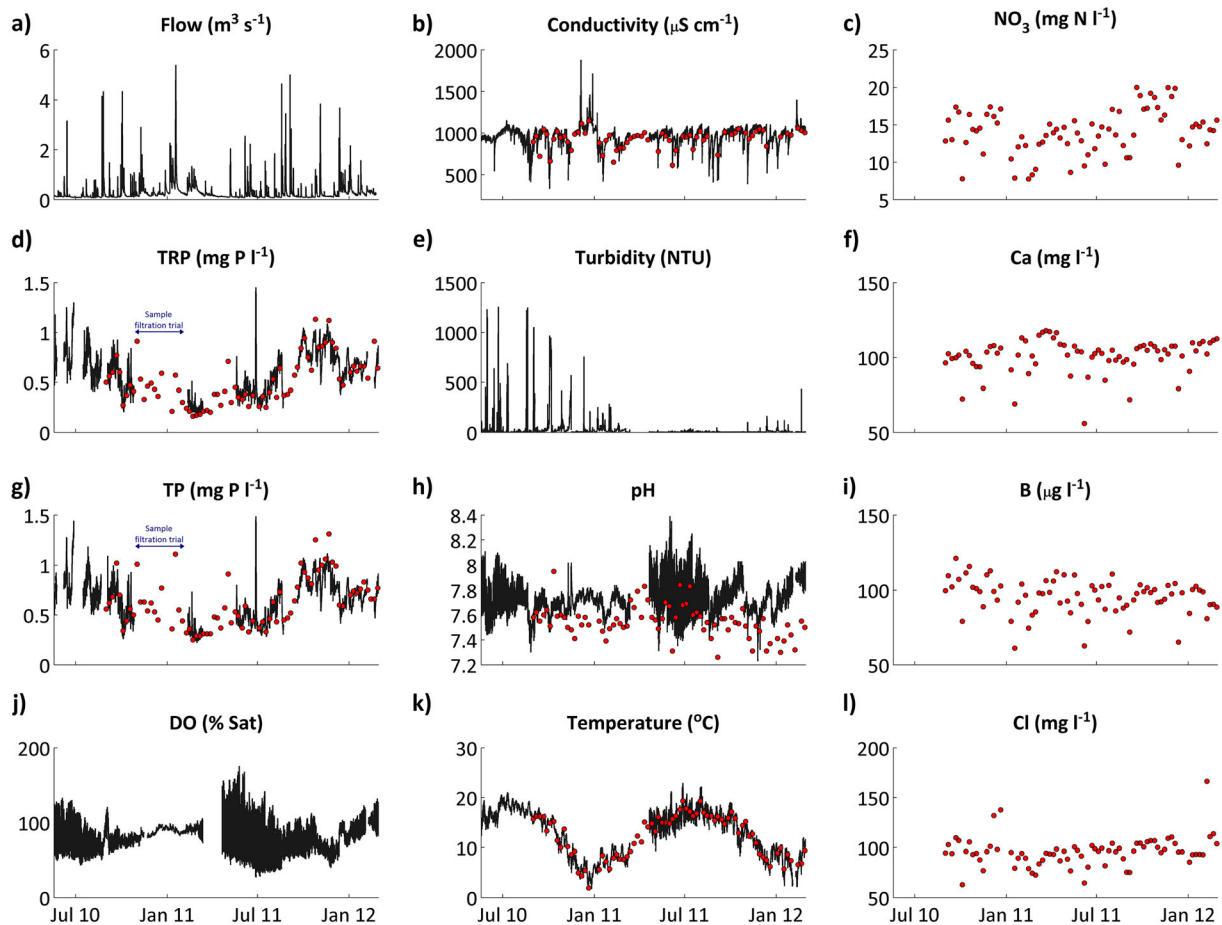 a) Flow (m³ s⁻¹)
6
4
2
0
b) Conductivity (μS cm⁻¹)
2000
1500
1000
500
c) NO₃ (mg N l⁻¹)
25
20
15
10
5
d) TRP (mg P l⁻¹)
1.5
1
0.5
0
Sample
filtration trial
e) Turbidity (NTU)
1500
1000
500
0
f) Ca (mg l⁻¹)
150
100
50
g) TP (mg P l⁻¹)
1.5
1
0.5
0
Sample
filtration trial
h) pH
8.4
8.2
8
7.8
7.6
7.4
7.2
i) B (μg l⁻¹)
150
100
50
j) DO (% Sat)
200
150
100
50
0
Jul 10 Jan 11 Jul 11 Jan 12
k) Temperature (⁰C)
30
20
10
0
Jul 10 Jan 11 Jul 11 Jan 12
l) Cl (mg l⁻¹)
200
150
100
50
Jul 10 Jan 11 Jul 11 Jan 12